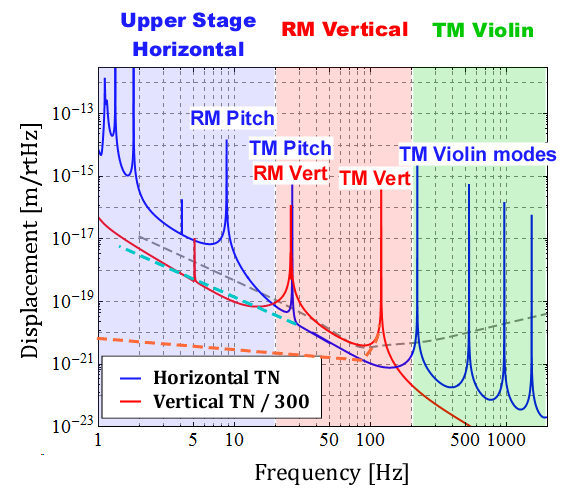 Upper Stage
Horizontal
RM Vertical
TM Violin
RM Pitch
TM Pitch
RM Vert
TM Vert
TM Violin modes
Displacement [m/rtHz]
10⁻¹³
10⁻¹⁵
10⁻¹⁷
10⁻¹⁹
10⁻²¹
10⁻²³
Horizontal TN
Vertical TN / 300
1 5 10 50 100 500 1000
Frequency [Hz]